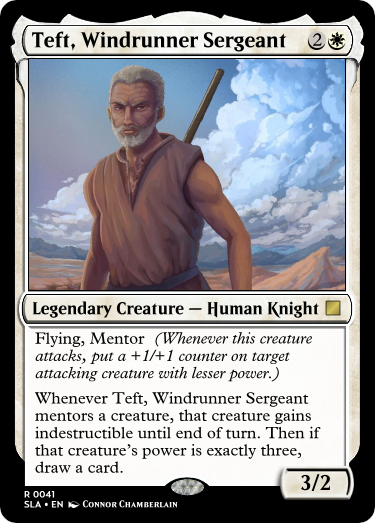 Teft, Windrunner Sergeant 2
Legendary Creature — Human Knight
Flying, Mentor (Whenever this creature
attacks, put a +1/+1 counter on target
attacking creature with lesser power.)
Whenever Teft, Windrunner Sergeant
mentors a creature, that creature gains
indestructible until end of turn. Then if
that creature's power is exactly three,
draw a card.
3/2
R 0041
SLA • EN Connor Chamberlain